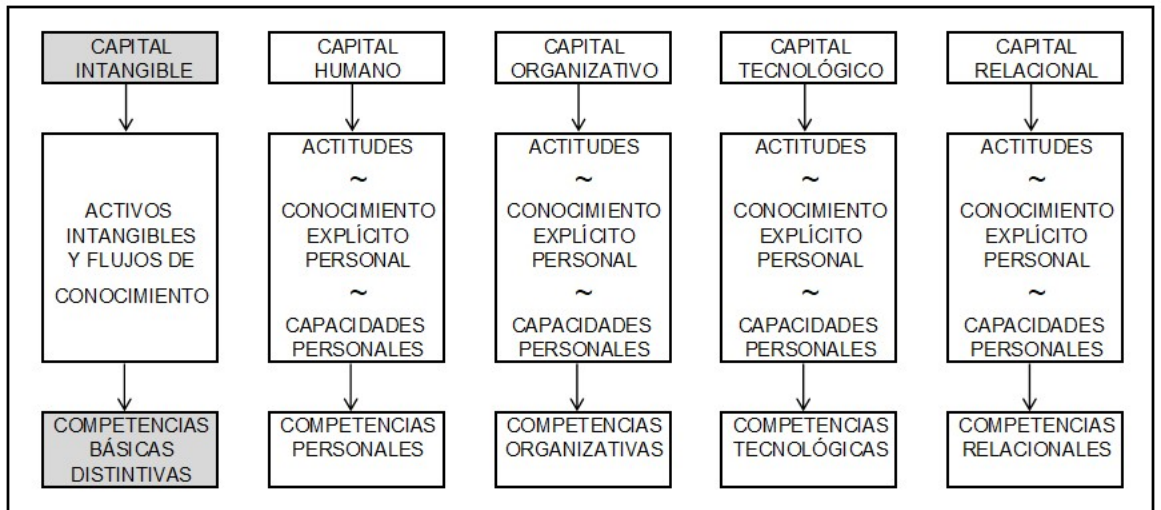 CAPITAL
INTANGIBLE
CAPITAL
HUMANO
CAPITAL
ORGANIZATIVO
CAPITAL
TECNOLÓGICO
CAPITAL
RELACIONAL
ACTIVOS
INTANGIBLES
Y FLUJOS DE
CONOCIMIENTO
ACTITUDES
~
CONOCIMIENTO
EXPLÍCITO
PERSONAL
~
CAPACIDADES
PERSONALES
ACTITUDES
~
CONOCIMIENTO
EXPLÍCITO
PERSONAL
~
CAPACIDADES
PERSONALES
ACTITUDES
~
CONOCIMIENTO
EXPLÍCITO
PERSONAL
~
CAPACIDADES
PERSONALES
ACTITUDES
~
CONOCIMIENTO
EXPLÍCITO
PERSONAL
~
CAPACIDADES
PERSONALES
COMPETENCIAS
BÁSICAS
DISTINTIVAS
COMPETENCIAS
PERSONALES
COMPETENCIAS
ORGANIZATIVAS
COMPETENCIAS
TECNOLÓGICAS
COMPETENCIAS
RELACIONALES